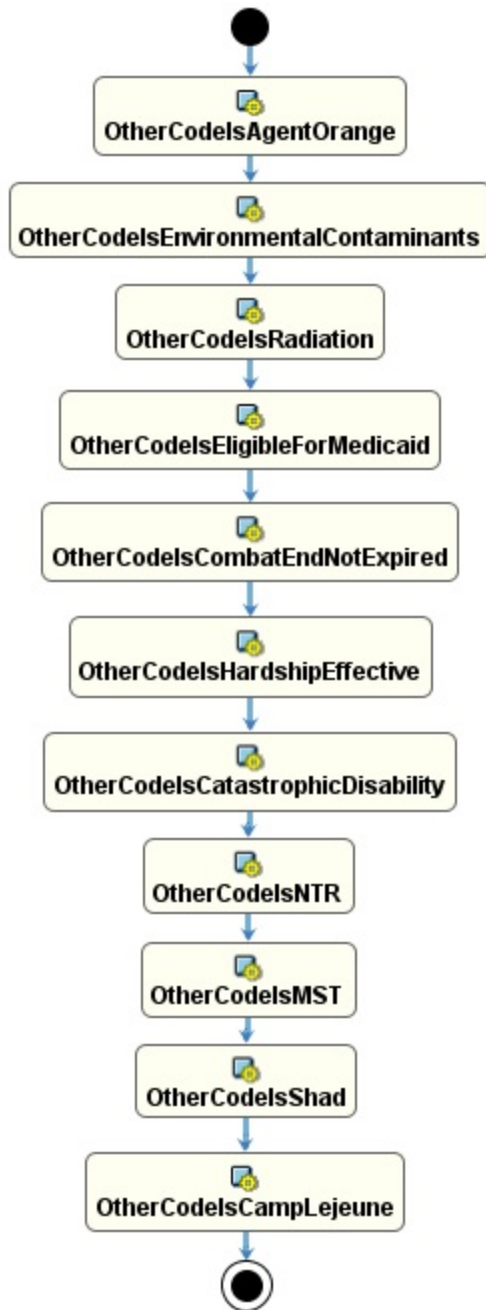 OtherCodeIsAgentOrange
OtherCodeIsEnvironmentalContaminants
OtherCodeIsRadiation
OtherCodeIsEligibleForMedicaid
OtherCodeIsCombatEndNotExpired
OtherCodeIsHardshipEffective
OtherCodeIsCatastrophicDisability
OtherCodeIsNTR
OtherCodeIsMST
OtherCodeIsShad
OtherCodeIsCampLejeune